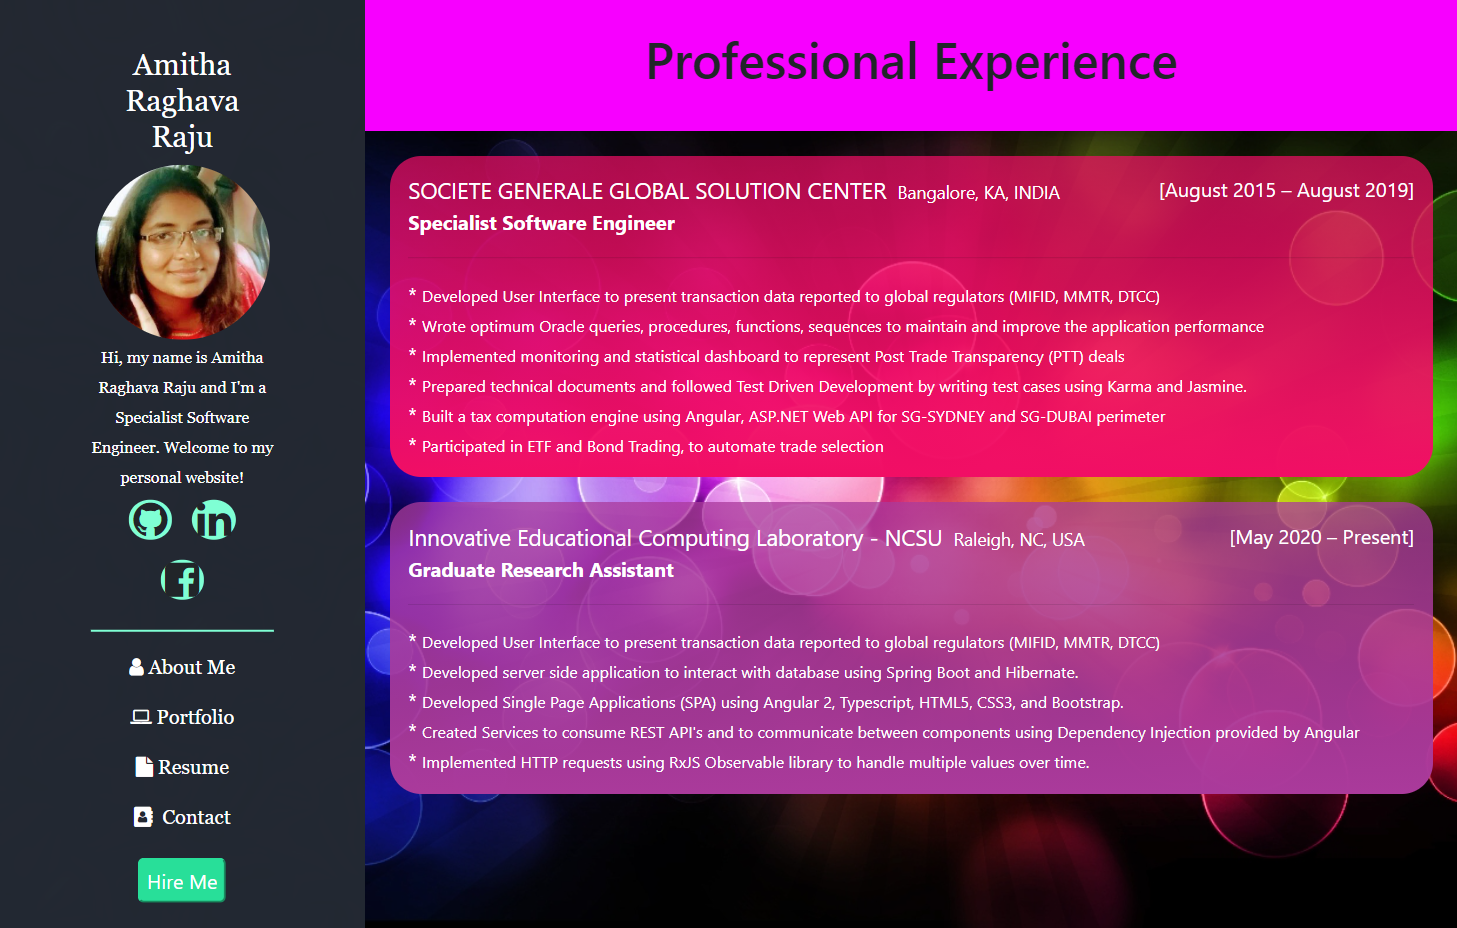 Amitha
Raghava
Raju
Hi, my name is Amitha
Raghava Raju and I'm a
Specialist Software
Engineer. Welcome to my
personal website!
in
f
About Me
Portfolio
Resume
Contact
Hire Me
Professional Experience
SOCIETE GENERALE GLOBAL SOLUTION CENTER Bangalore, KA, INDIA [August 2015 – August 2019]
Specialist Software Engineer
* Developed User Interface to present transaction data reported to global regulators (MIFID, MMTR, DTCC)
* Wrote optimum Oracle queries, procedures, functions, sequences to maintain and improve the application performance
* Implemented monitoring and statistical dashboard to represent Post Trade Transparency (PTT) deals
* Prepared technical documents and followed Test Driven Development by writing test cases using Karma and Jasmine.
* Built a tax computation engine using Angular, ASP.NET Web API for SG-SYDNEY and SG-DUBAI perimeter
* Participated in ETF and Bond Trading, to automate trade selection
Innovative Educational Computing Laboratory - NCSU Raleigh, NC, USA [May 2020 – Present]
Graduate Research Assistant
* Developed User Interface to present transaction data reported to global regulators (MIFID, MMTR, DTCC)
* Developed server side application to interact with database using Spring Boot and Hibernate.
* Developed Single Page Applications (SPA) using Angular 2, Typescript, HTML5, CSS3, and Bootstrap.
* Created Services to consume REST API's and to communicate between components using Dependency Injection provided by Angular
* Implemented HTTP requests using RxJS Observable library to handle multiple values over time.